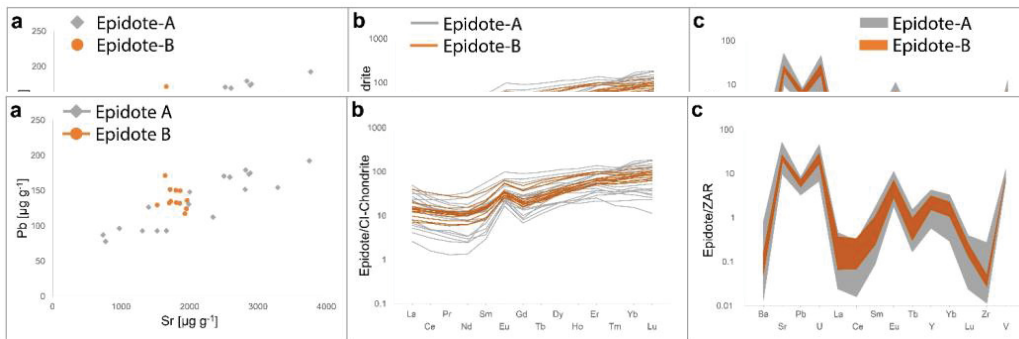 a
Epidote-A
Epidote-B
250
200
b
Epidote-A
Epidote-B
1000
drite
c
Epidote-A
Epidote-B
100
10
a
Epidote A
Epidote B
250
200
150
100
50
0
Pb [µg g⁻¹]
0
1000
2000
3000
4000
Sr [µg g⁻¹]
b
1000
100
10
1
0.1
Epidote/CI-Chondrite
La Pr Sm Gd Dy Er Yb
Ce Nd Eu Tb Ho Tm Lu
c
100
10
1
0.1
0.01
Epidote/ZAR
Ba U La Sm Tb Yb Zr
Sr Ce Eu Y Lu V